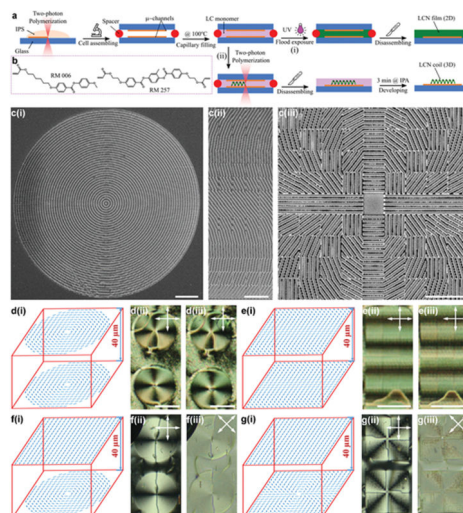 a
Two-photon
Polymerization
IPS
Glass
Cell assembling
Spacer
μ-channels
@ 100°C
Capillary filling
LC monomer
UV
Flood exposure
(i)
Disassembling
LCN film (2D)
(ii)
Two-photon
Polymerization
Disassembling
3 min @ IPA
Developing
LCN coil (3D)
b
RM 006
RM 257
c(i)
c(ii)
c(iii)
d(i)
40 μm
d(ii)
d(iii)
e(i)
40 μm
e(ii)
e(iii)
f(i)
40 μm
f(ii)
f(iii)
g(i)
40 μm
g(ii)
g(iii)